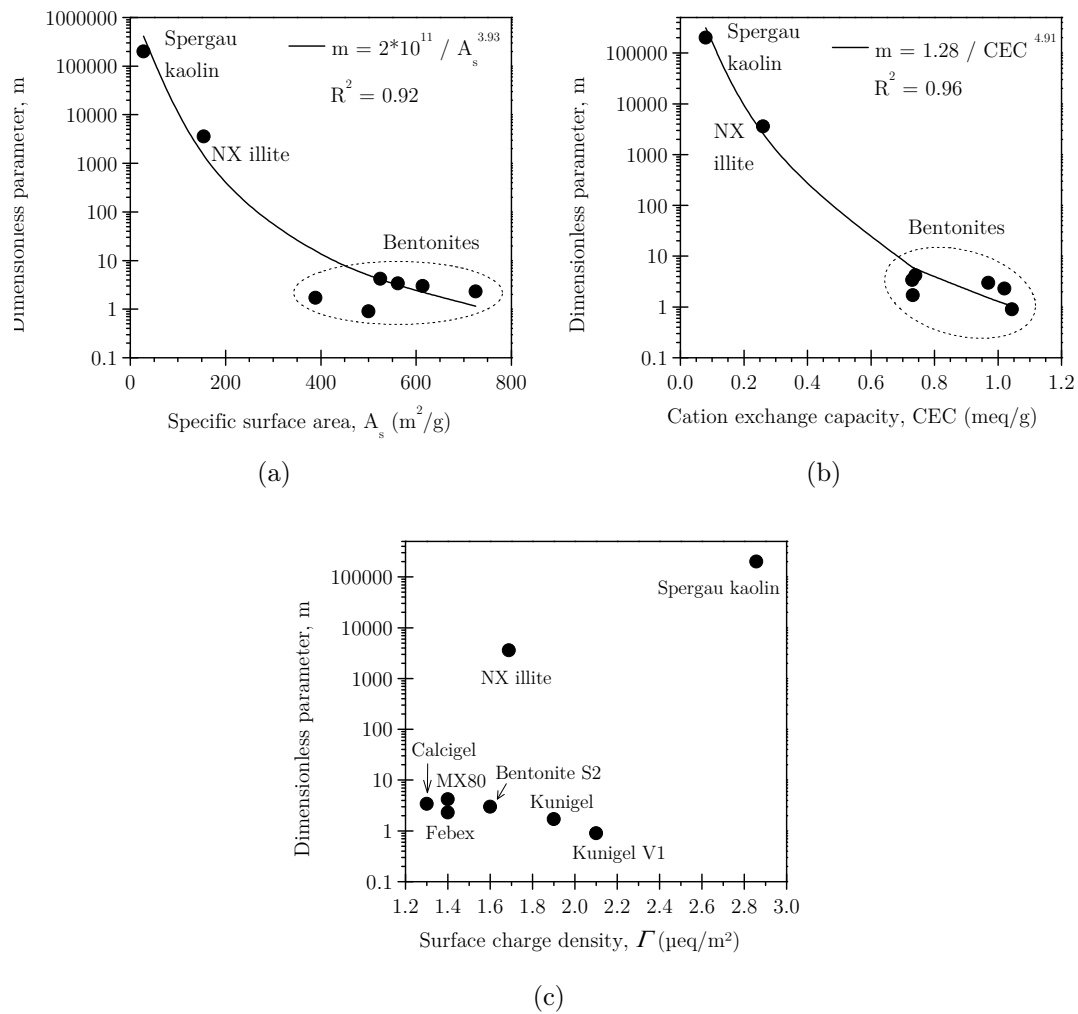 1000000
100000
10000
1000
100
10
1
0.1
Dimensionless parameter, m
Spergau
kaolin
m = 2*10^11 / A_s^3.93
R^2 = 0.92
NX illite
Bentonites
0 200 400 600 800
Specific surface area, A_s (m^2/g)
(a)
100000
10000
1000
100
10
1
0.1
Dimensionless parameter, m
Spergau
kaolin
m = 1.28 / CEC^4.91
R^2 = 0.96
NX
illite
Bentonites
0.0 0.2 0.4 0.6 0.8 1.0 1.2
Cation exchange capacity, CEC (meq/g)
(b)
100000
10000
1000
100
10
1
0.1
Dimensionless parameter, m
Spergau kaolin
NX illite
Calcigel
MX80
Bentonite S2
Kunigel
Febex
Kunigel V1
1.2 1.4 1.6 1.8 2.0 2.2 2.4 2.6 2.8 3.0
Surface charge density, Γ (µeq/m²)
(c)